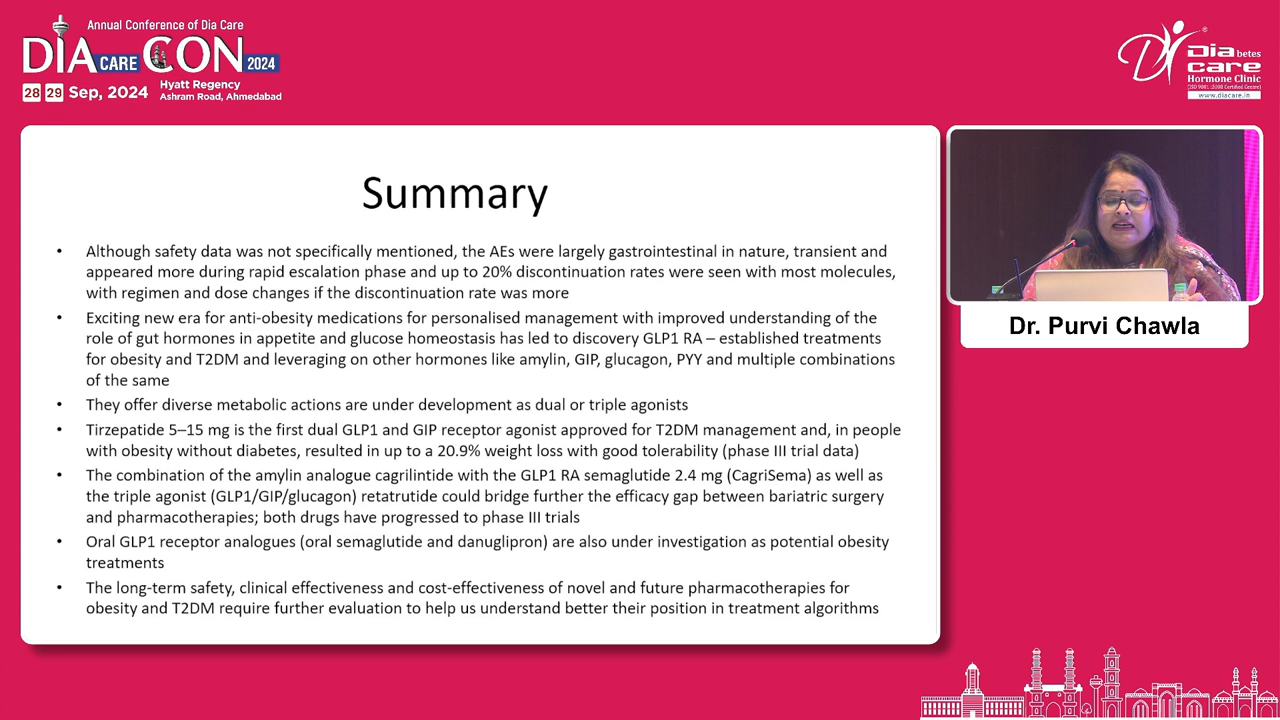 Annual Conference of Dia Care
DIA CARE CON 2024
28 29 Sep, 2024
Hyatt Regency
Ashram Road, Ahmedabad
Diabetes
care
Hormone Clinic
(ISO 9001 :2008 Certified Centre)
www.diacare.in
Summary
• Although safety data was not specifically mentioned, the AEs were largely gastrointestinal in nature, transient and
appeared more during rapid escalation phase and up to 20% discontinuation rates were seen with most molecules,
with regimen and dose changes if the discontinuation rate was more
• Exciting new era for anti-obesity medications for personalised management with improved understanding of the
role of gut hormones in appetite and glucose homeostasis has led to discovery GLP1 RA – established treatments
for obesity and T2DM and leveraging on other hormones like amylin, GIP, glucagon, PYY and multiple combinations
of the same
• They offer diverse metabolic actions are under development as dual or triple agonists
• Tirzepatide 5–15 mg is the first dual GLP1 and GIP receptor agonist approved for T2DM management and, in people
with obesity without diabetes, resulted in up to a 20.9% weight loss with good tolerability (phase III trial data)
• The combination of the amylin analogue cagrilintide with the GLP1 RA semaglutide 2.4 mg (CagriSema) as well as
the triple agonist (GLP1/GIP/glucagon) retatrutide could bridge further the efficacy gap between bariatric surgery
and pharmacotherapies; both drugs have progressed to phase III trials
• Oral GLP1 receptor analogues (oral semaglutide and danuglipron) are also under investigation as potential obesity
treatments
• The long-term safety, clinical effectiveness and cost-effectiveness of novel and future pharmacotherapies for
obesity and T2DM require further evaluation to help us understand better their position in treatment algorithms
Dr. Purvi Chawla